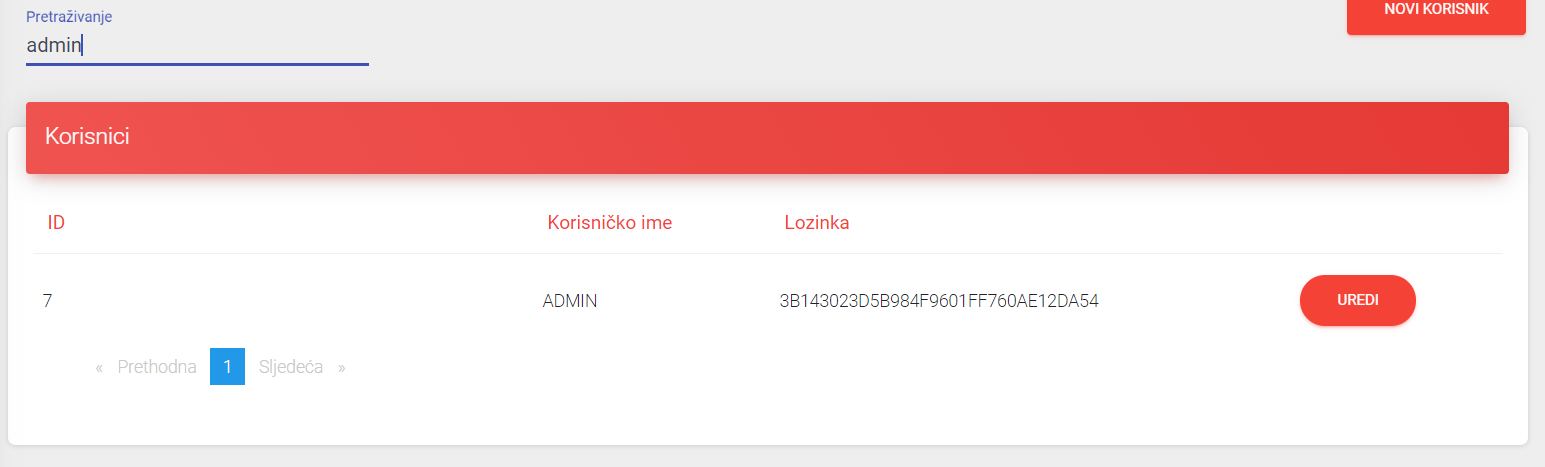 Pretraživanje
NOVI KORISNIK
admin
Korisnici
ID Korisničko ime Lozinka
7 ADMIN 3B143023D5B984F9601FF760AE12DA54 UREDI
« Prethodna 1 Sljedeća »